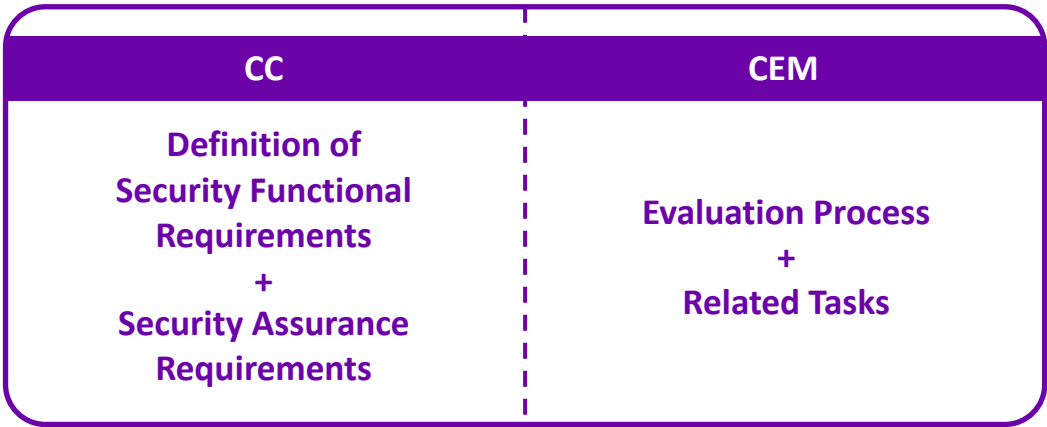 CC
Definition of
Security Functional
Requirements
+
Security Assurance
Requirements
CEM
Evaluation Process
+
Related Tasks